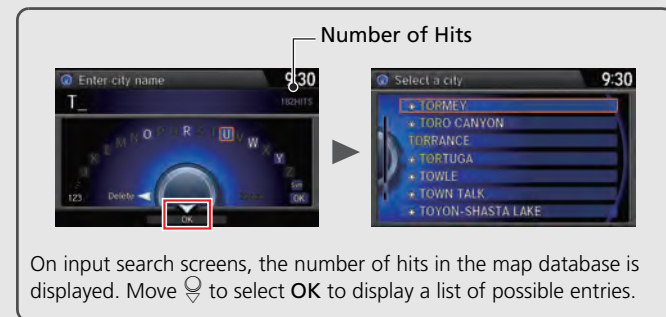 Number of Hits
Enter city name
9:30
T_
182HITS
O P Q R S T U V W Y
123
Delete
OK
OK
Select a city
9:30
TORMEY
TORO CANYON
TORRANCE
TORTUGA
TOWLE
TOWN TALK
TOYON-SHASTA LAKE
On input search screens, the number of hits in the map database is
displayed. Move to select OK to display a list of possible entries.